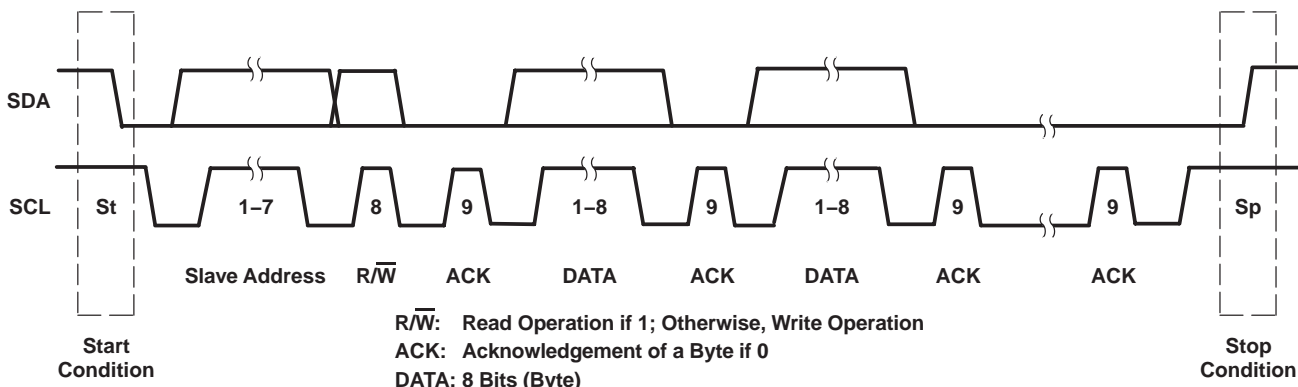 SDA
SCL St 1–7 8 9 1–8 9 1–8 9 9 Sp
Slave Address R/W̅ ACK DATA ACK DATA ACK ACK
R/W̅: Read Operation if 1; Otherwise, Write Operation
ACK: Acknowledgement of a Byte if 0
DATA: 8 Bits (Byte)
Start
Condition
Stop
Condition